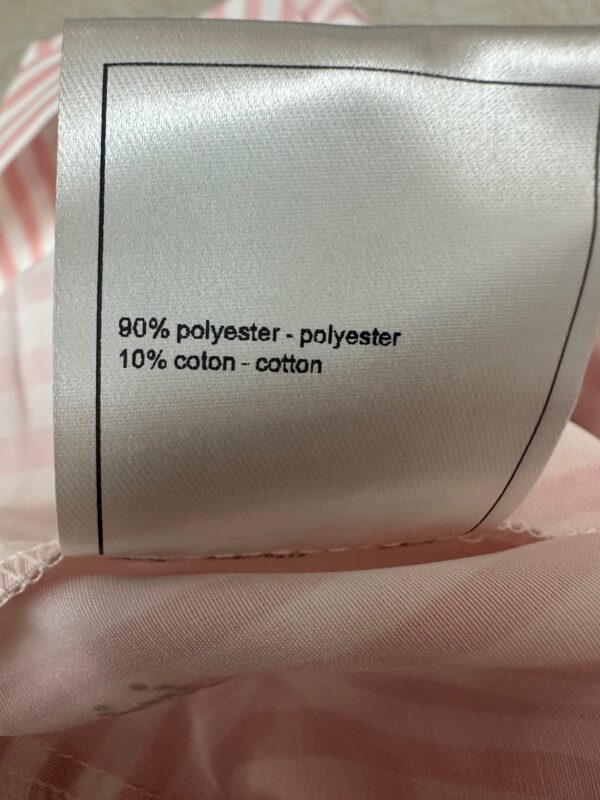 90% polyester - polyester
10% coton - cotton